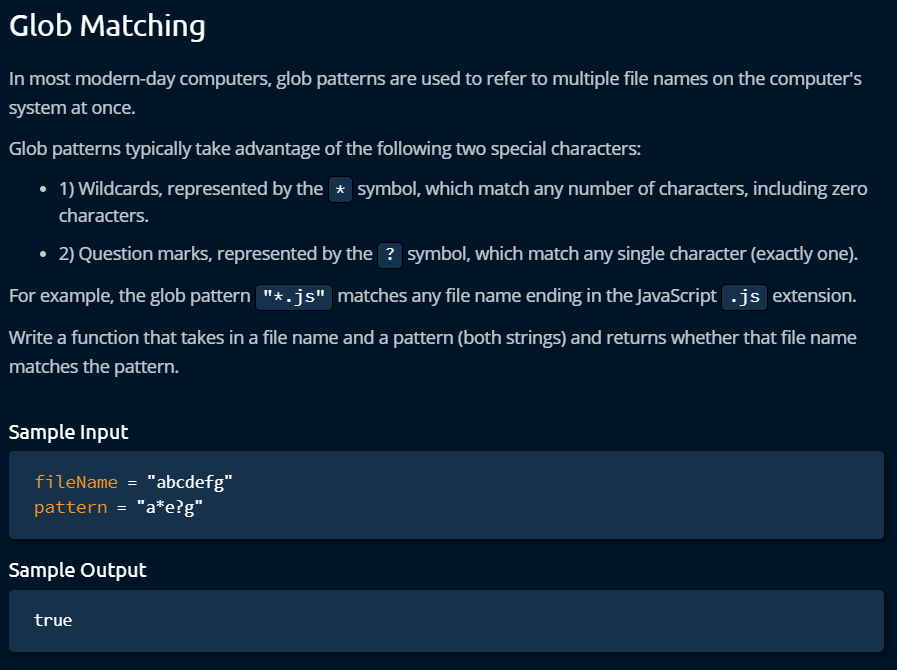 Glob Matching
In most modern-day computers, glob patterns are used to refer to multiple file names on the computer's
system at once.
Glob patterns typically take advantage of the following two special characters:
• 1) Wildcards, represented by the * symbol, which match any number of characters, including zero
characters.
• 2) Question marks, represented by the ? symbol, which match any single character (exactly one).
For example, the glob pattern "*.js" matches any file name ending in the JavaScript .js extension.
Write a function that takes in a file name and a pattern (both strings) and returns whether that file name
matches the pattern.
Sample Input
fileName = "abcdefg"
pattern = "a*e?g"
Sample Output
true